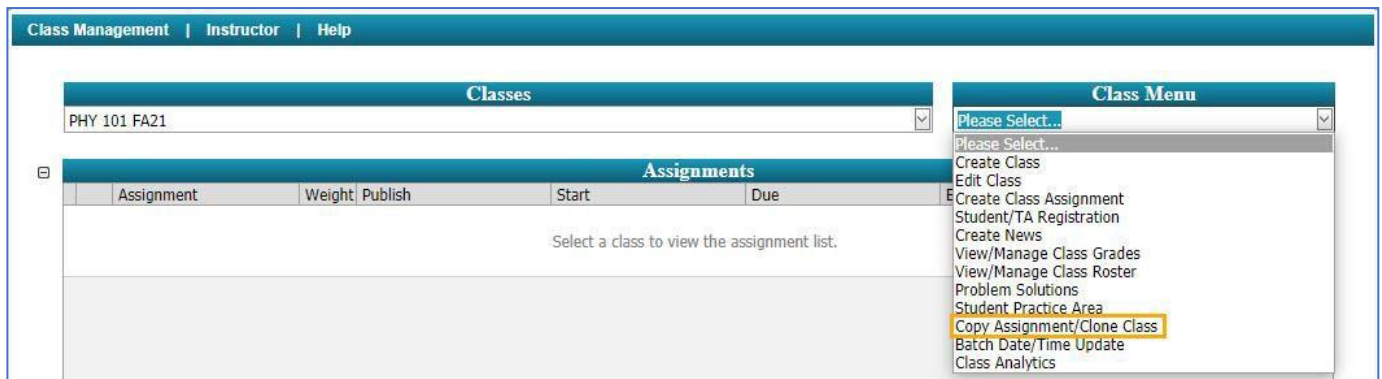 Class Management | Instructor | Help
Classes
Class Menu
PHY 101 FA21
Please Select...
Please Select...
Create Class
Edit Class
Create Class Assignment
Student/TA Registration
Create News
View/Manage Class Grades
View/Manage Class Roster
Problem Solutions
Student Practice Area
Copy Assignment/Clone Class
Batch Date/Time Update
Class Analytics
Assignments
Assignment Weight Publish Start Due
Select a class to view the assignment list.